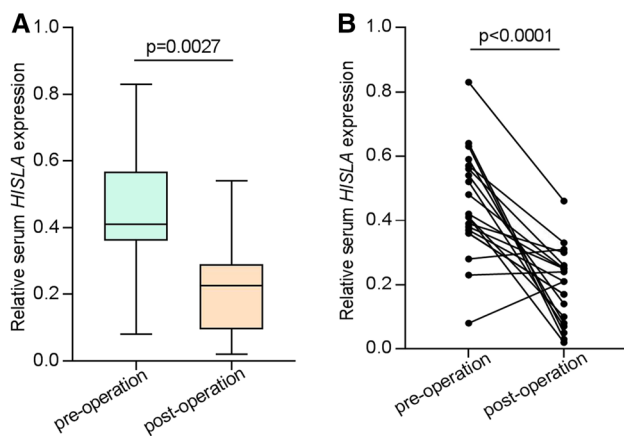 A
p=0.0027
Relative serum HISLA expression
1.0
0.8
0.6
0.4
0.2
0.0
pre-operation
post-operation
B
p<0.0001
Relative serum HISLA expression
1.0
0.8
0.6
0.4
0.2
0.0
pre-operation
post-operation